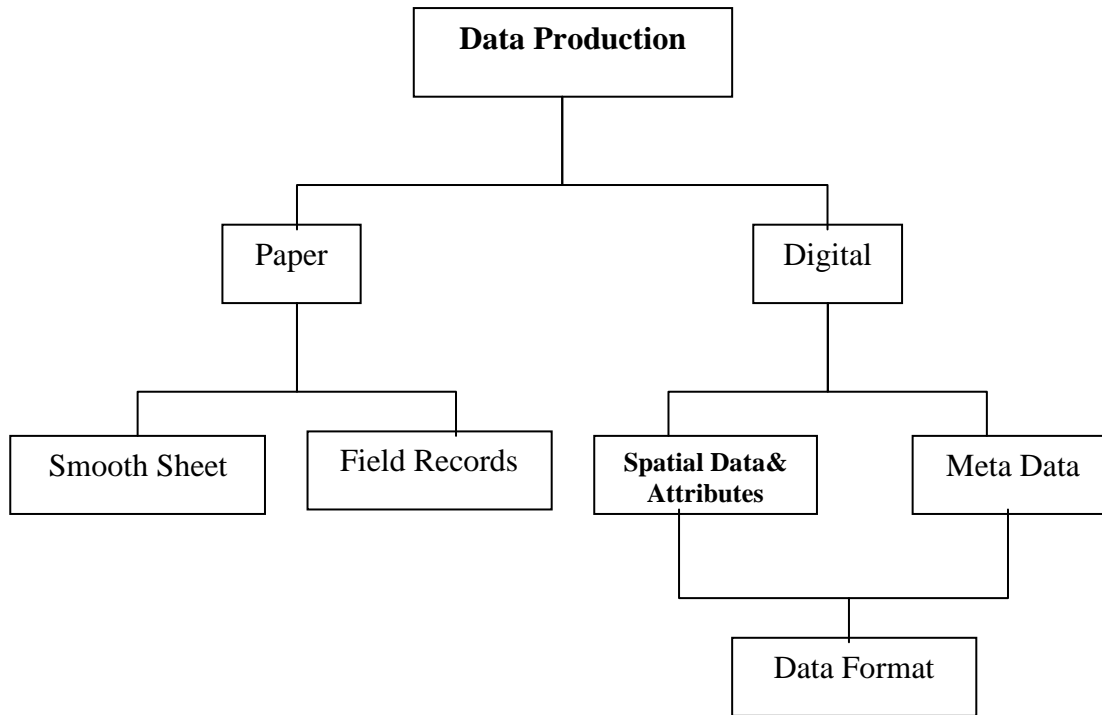 Data Production
Paper
Digital
Smooth Sheet
Field Records
Spatial Data&
Attributes
Meta Data
Data Format